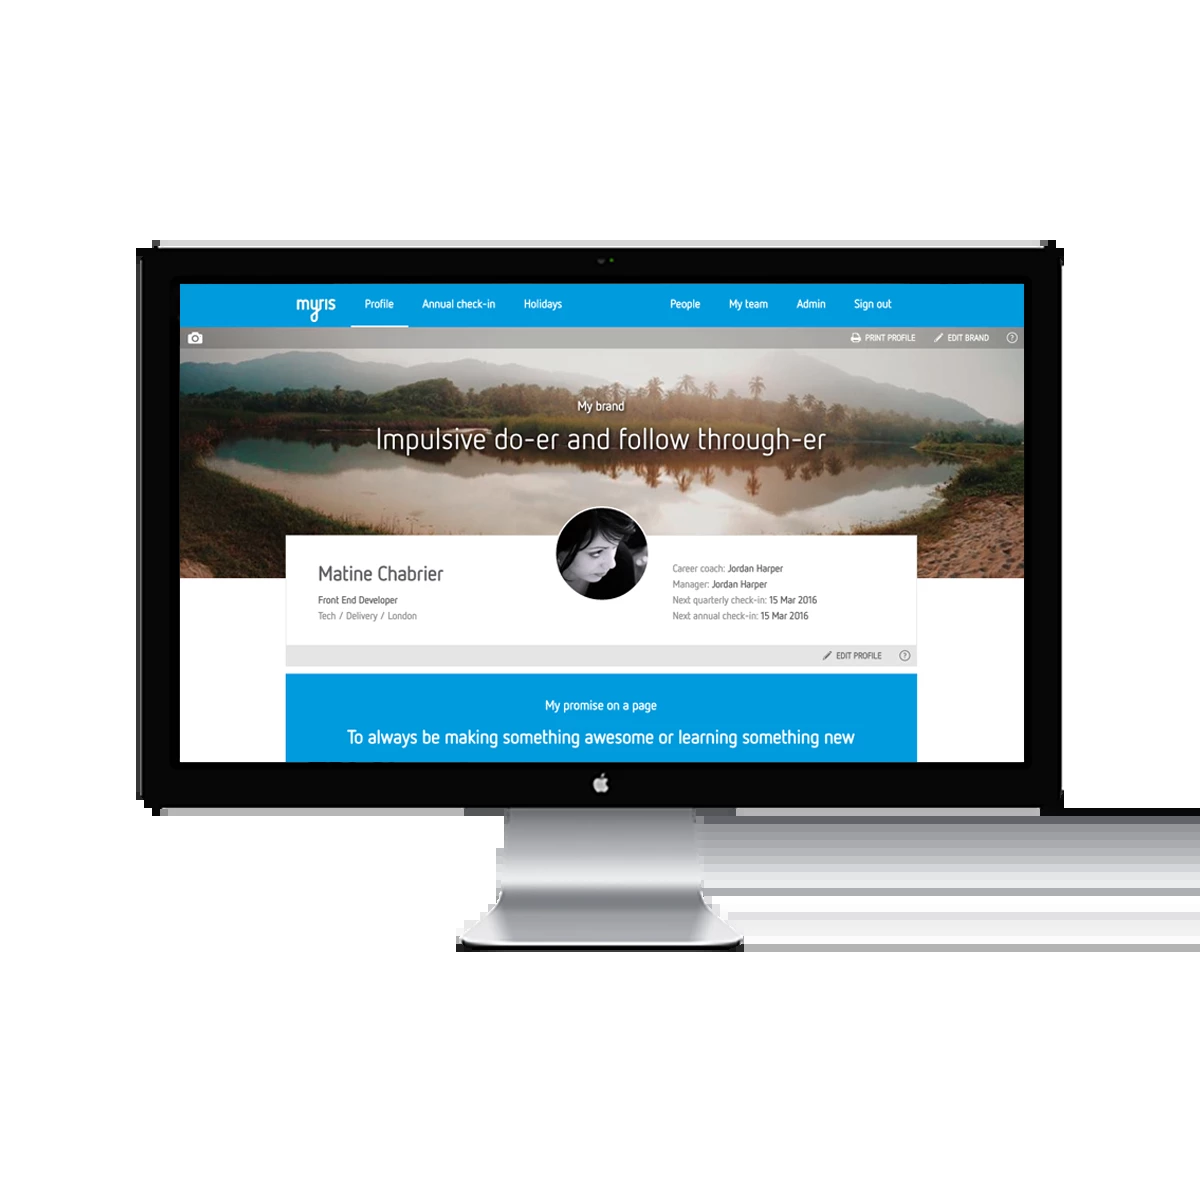 myris
Profile
Annual check-in
Holidays
People
My team
Admin
Sign out
PRINT PROFILE
EDIT BRAND
?
My brand
Impulsive do-er and follow through-er
Matine Chabrier
Front End Developer
Tech / Delivery / London
Career coach: Jordan Harper
Manager: Jordan Harper
Next quarterly check-in: 15 Mar 2016
Next annual check-in: 15 Mar 2016
EDIT PROFILE
?
My promise on a page
To always be making something awesome or learning something new